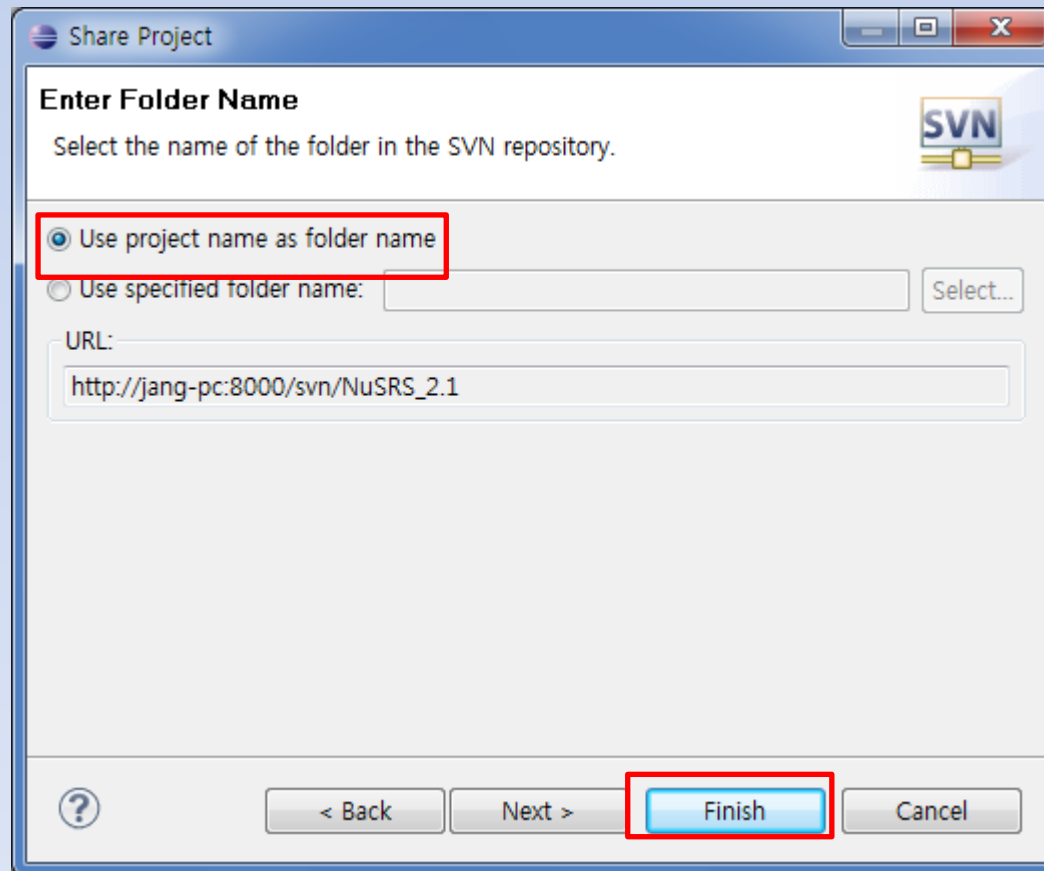 Share Project
Enter Folder Name
Select the name of the folder in the SVN repository.
SVN
Use project name as folder name
Use specified folder name:
Select...
URL:
http://jang-pc:8000/svn/NuSRS_2.1
?
< Back
Next >
Finish
Cancel